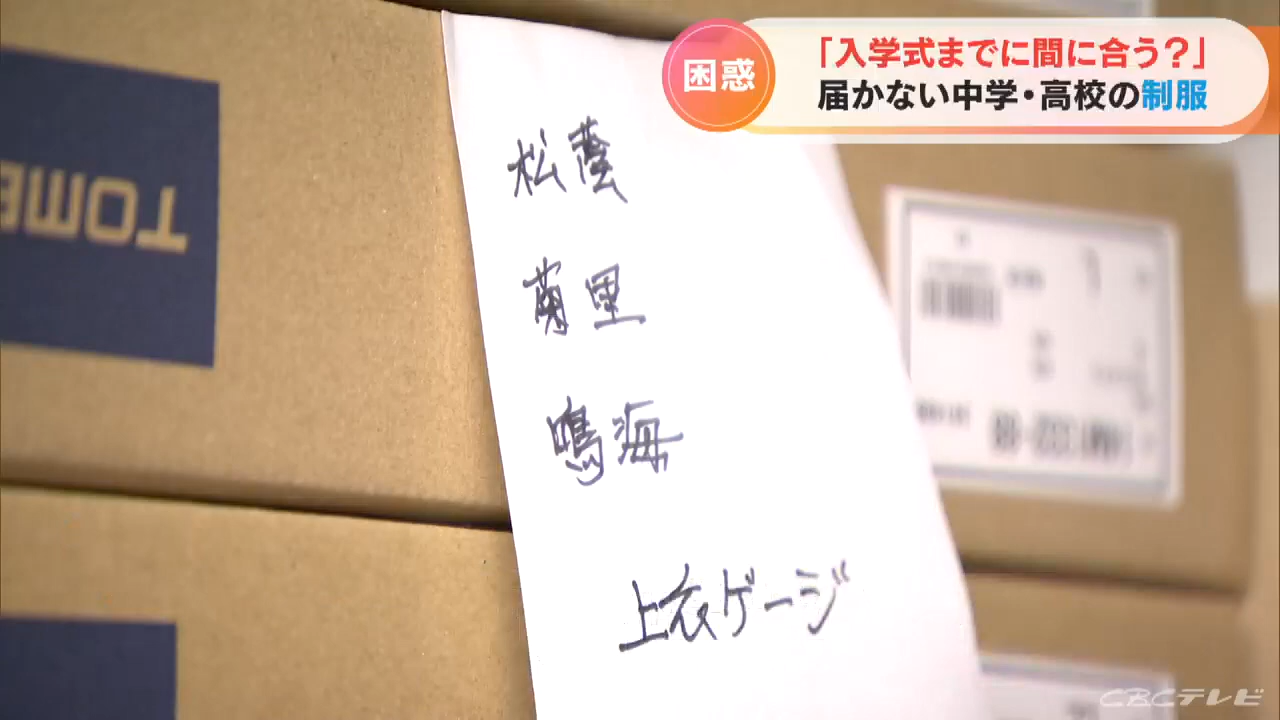 困惑
「入学式までに間に合う？」
届かない中学・高校の制服
松蔭
菊里
鳴海
上衣ゲージ
TOME
CBCテレビ